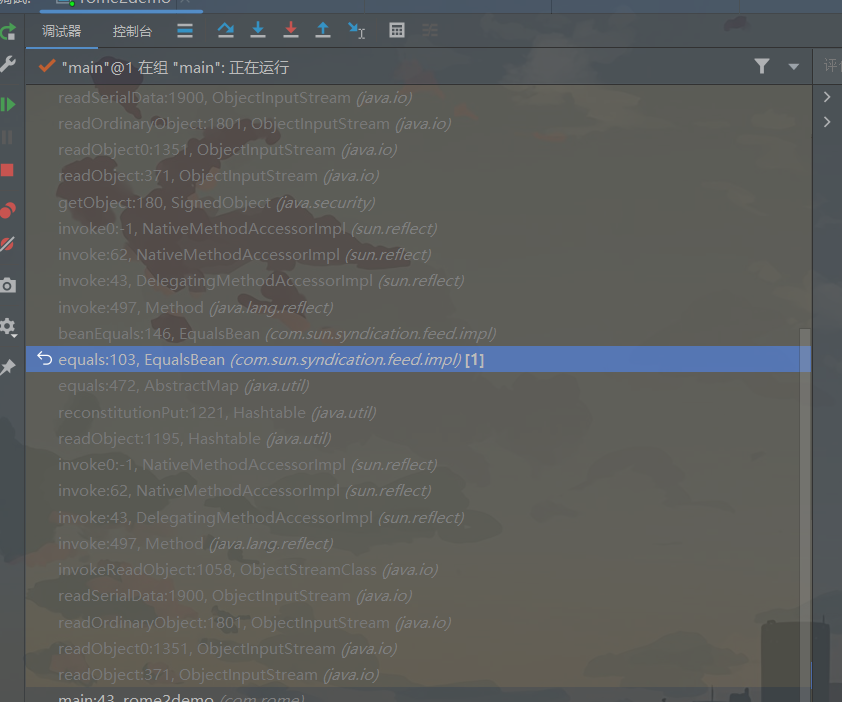 调试:
rome2demo
调试器 控制台
"main"@1 在组 "main": 正在运行
评估
readSerialData:1900, ObjectInputStream (java.io)
readOrdinaryObject:1801, ObjectInputStream (java.io)
readObject0:1351, ObjectInputStream (java.io)
readObject:371, ObjectInputStream (java.io)
getObject:180, SignedObject (java.security)
invoke0:-1, NativeMethodAccessorImpl (sun.reflect)
invoke:62, NativeMethodAccessorImpl (sun.reflect)
invoke:43, DelegatingMethodAccessorImpl (sun.reflect)
invoke:497, Method (java.lang.reflect)
beanEquals:146, EqualsBean (com.sun.syndication.feed.impl)
equals:103, EqualsBean (com.sun.syndication.feed.impl) [1]
equals:472, AbstractMap (java.util)
reconstitutionPut:1221, Hashtable (java.util)
readObject:1195, Hashtable (java.util)
invoke0:-1, NativeMethodAccessorImpl (sun.reflect)
invoke:62, NativeMethodAccessorImpl (sun.reflect)
invoke:43, DelegatingMethodAccessorImpl (sun.reflect)
invoke:497, Method (java.lang.reflect)
invokeReadObject:1058, ObjectStreamClass (java.io)
readSerialData:1900, ObjectInputStream (java.io)
readOrdinaryObject:1801, ObjectInputStream (java.io)
readObject0:1351, ObjectInputStream (java.io)
readObject:371, ObjectInputStream (java.io)
main:43, rome2demo (com.rome)